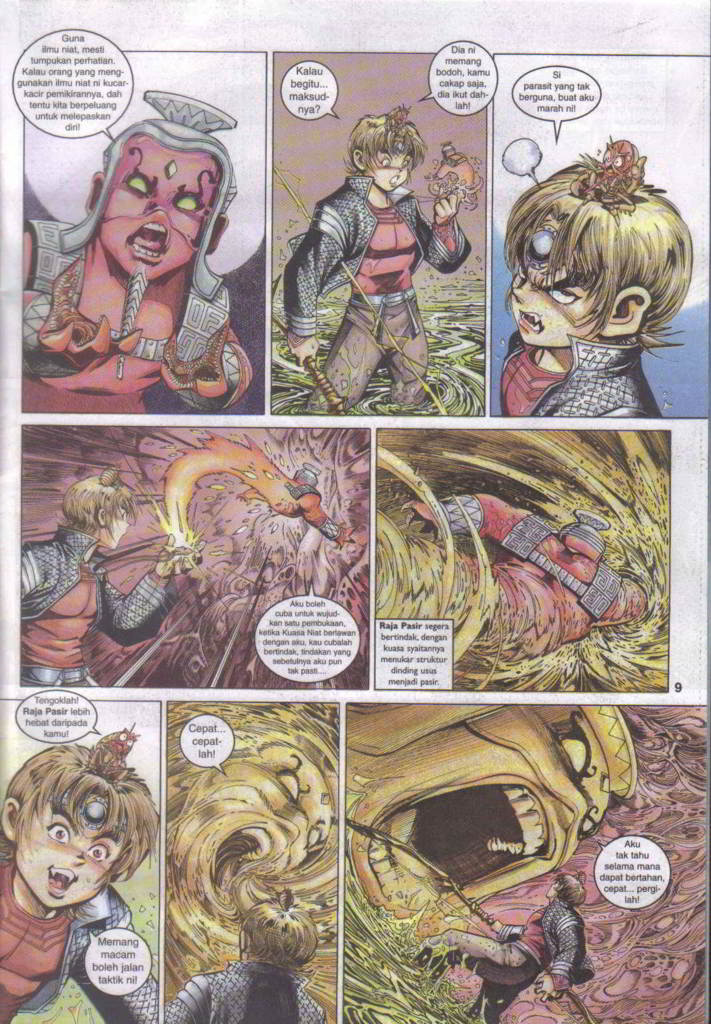 Guna
ilmu niat, mesti
tumpukan perhatian.
Kalau orang yang meng-
gunakan ilmu niat ni kucar-
kacir pemikirannya, dah
tentu kita berpeluang
untuk melepaskan
diri!
Kalau
begitu...
maksud-
nya?
Dia ni
memang
bodoh, kamu
cakap saja,
dia ikut dah-
lah!
Si
parasit yang tak
berguna, buat aku
marah ni!
Aku boleh
cuba untuk wujud-
kan satu pembukaan,
ketika Kuasa Niat berlawan
dengan aku, kau cubalah
bertindak, tindakan yang
sebetulnya aku pun
tak pasti....
Raja Pasir segera
bertindak, dengan
kuasa syaitannya
menukar struktur
dinding usus
menjadi pasir.
9
Tengoklah!
Raja Pasir lebih
hebat daripada
kamu!
Memang
macam
boleh jalan
taktik ni!
Cepat...
cepat-
lah!
Aku
tak tahu
selama mana
dapat bertahan,
cepat... pergi-
lah!